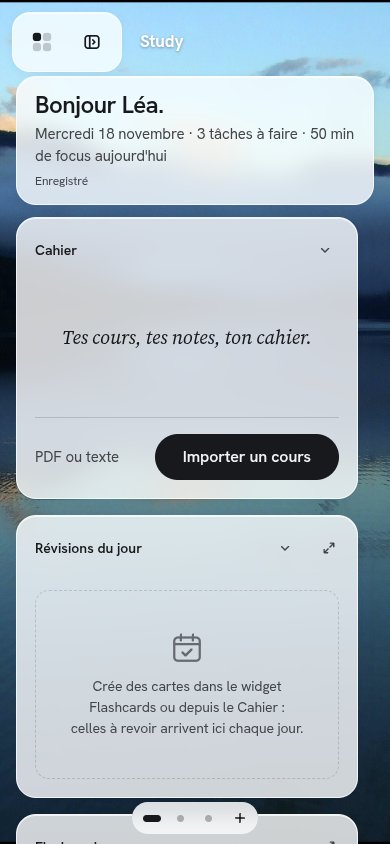 Study
Bonjour Léa.
Mercredi 18 novembre · 3 tâches à faire · 50 min
de focus aujourd'hui
Enregistré
Cahier
Tes cours, tes notes, ton cahier.
PDF ou texte
Importer un cours
Révisions du jour
Crée des cartes dans le widget
Flashcards ou depuis le Cahier :
celles à revoir arrivent ici chaque jour.